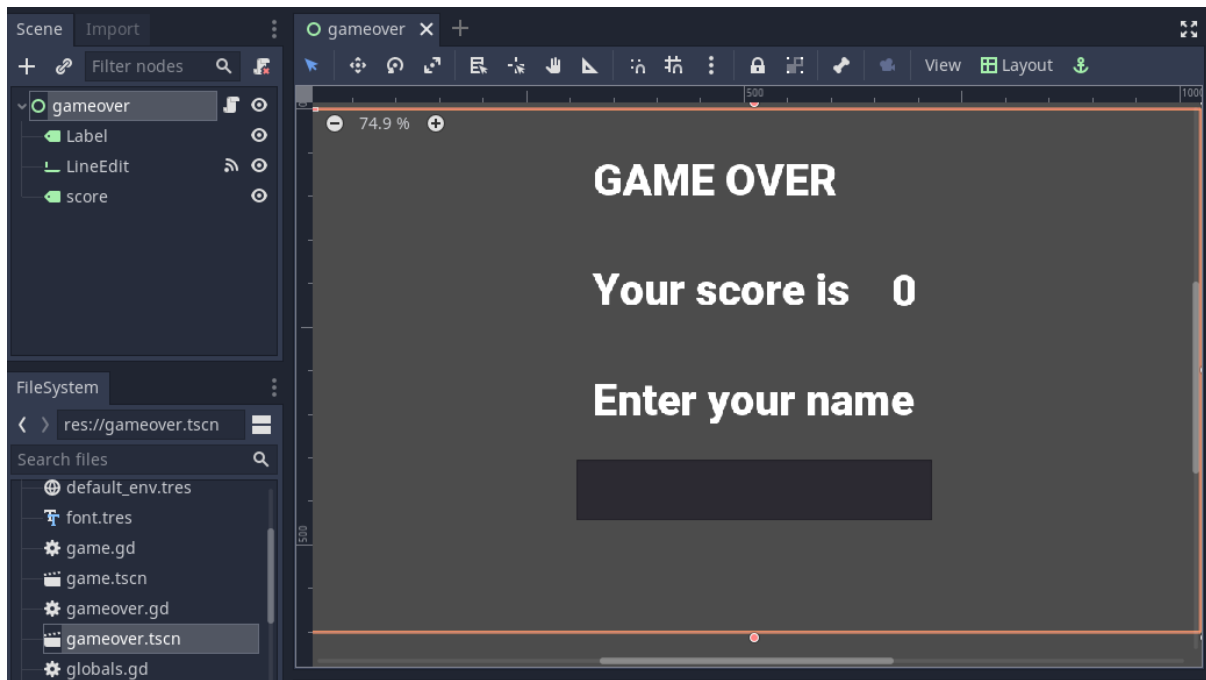 Scene Import
Filter nodes
gameover
Label
LineEdit
score
FileSystem
res://gameover.tscn
Search files
default_env.tres
font.tres
game.gd
game.tscn
gameover.gd
gameover.tscn
globals.gd
gameover
View Layout
500 1000
74.9 %
500
GAME OVER
Your score is 0
Enter your name